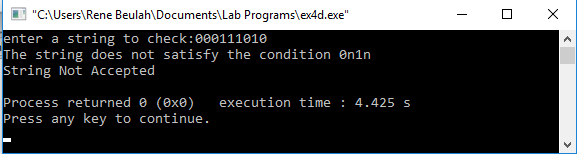 "C:\Users\Rene Beulah\Documents\Lab Programs\ex4d.exe"
enter a string to check:000111010
The string does not satisfy the condition 0n1n
String Not Accepted
Process returned 0 (0x0)   execution time : 4.425 s
Press any key to continue.